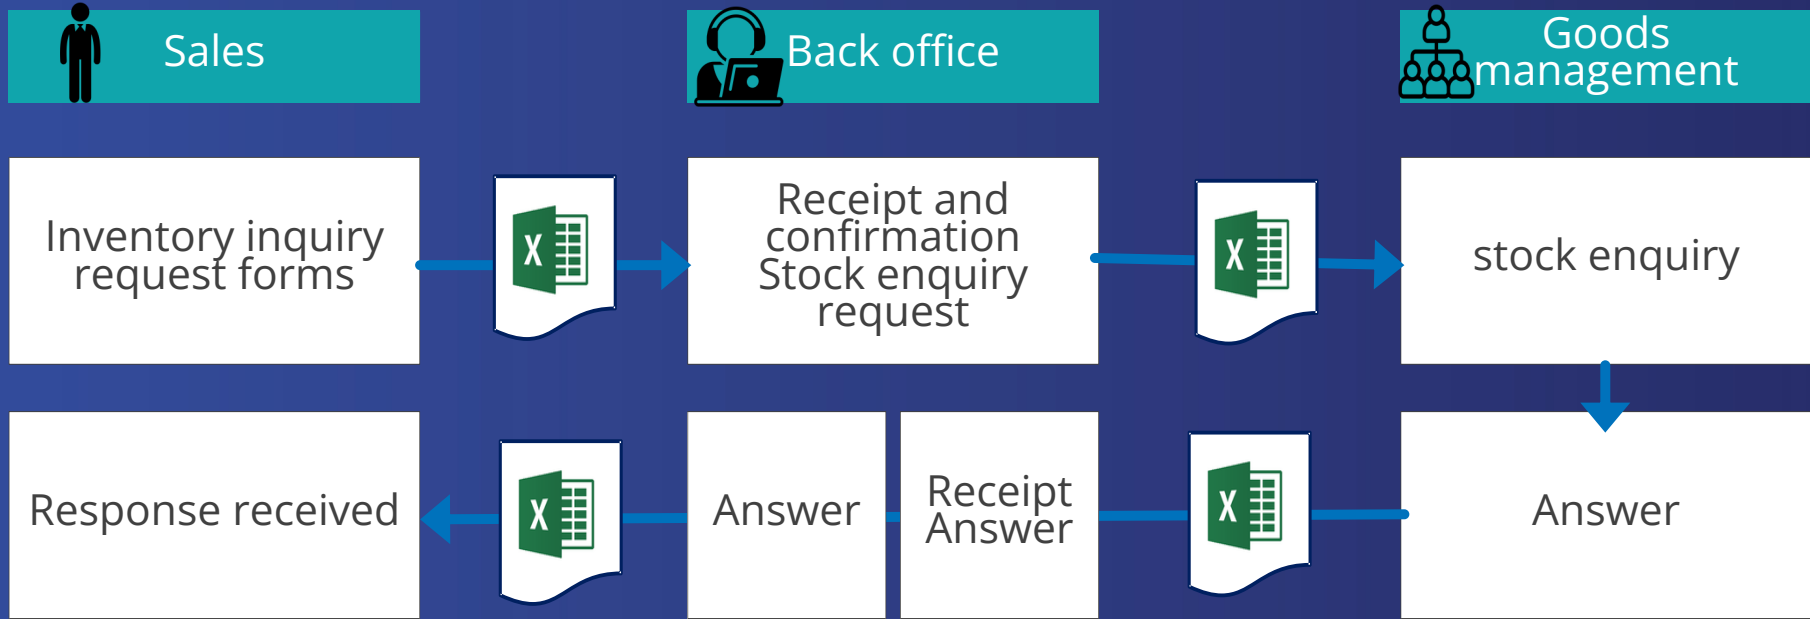 Sales
Back office
Goods
management
Inventory inquiry
request forms
X
Receipt and
confirmation
Stock enquiry
request
X
stock enquiry
Response received
X
Answer
Receipt
Answer
X
Answer